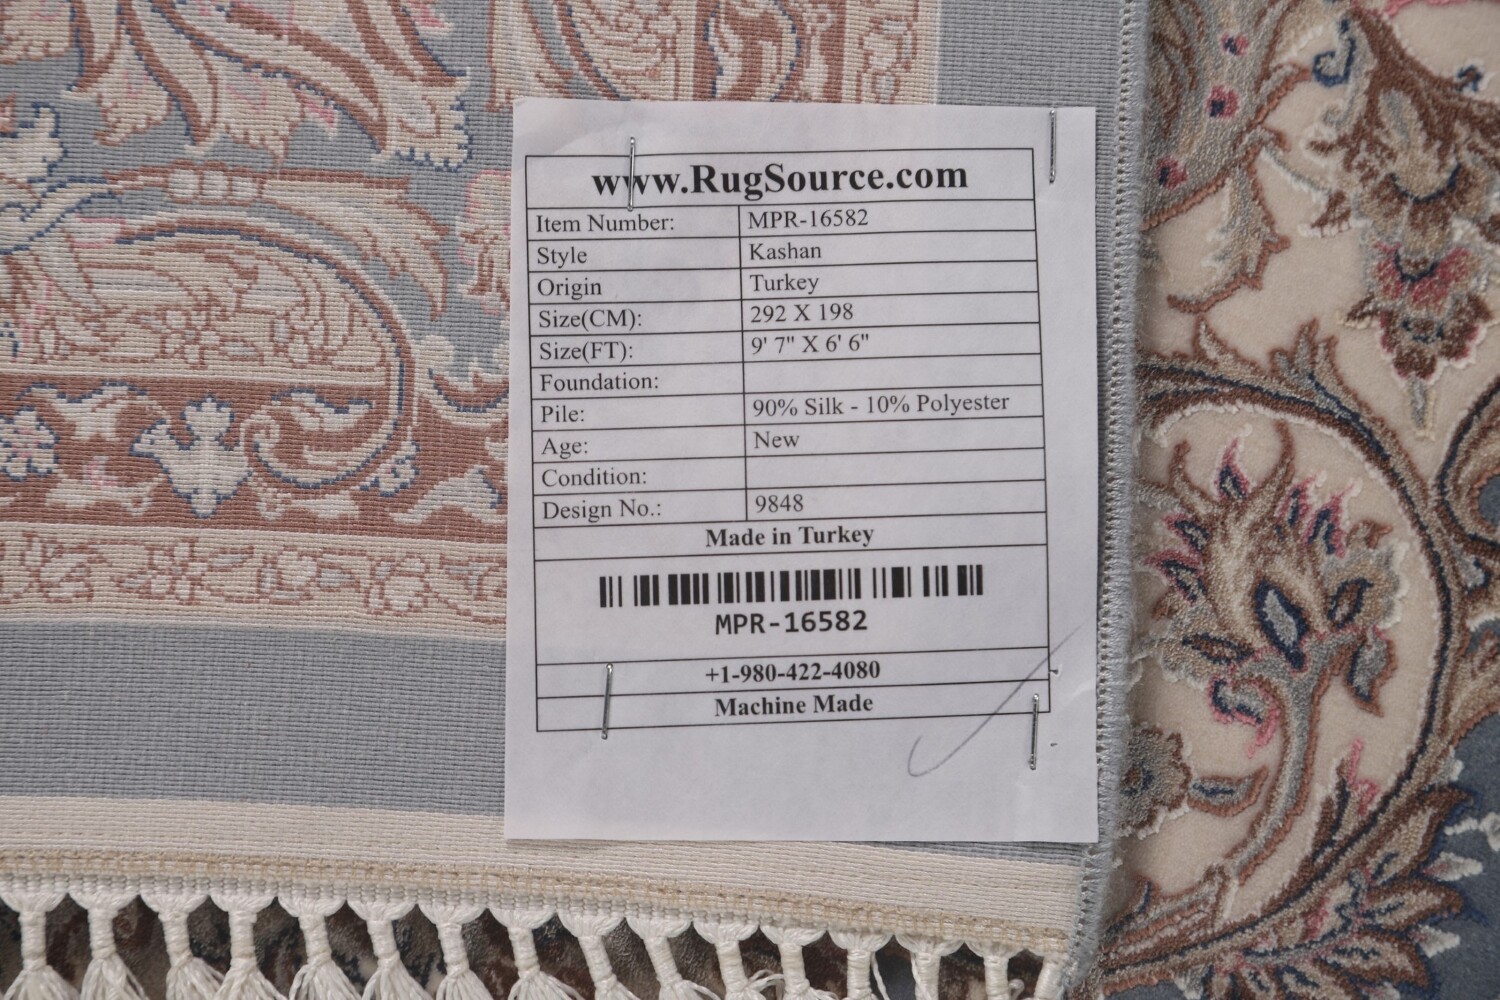 www.RugSource.com
Item Number: MPR-16582
Style Kashan
Origin Turkey
Size(CM): 292 X 198
Size(FT): 9' 7" X 6' 6"
Foundation:
Pile: 90% Silk - 10% Polyester
Age: New
Condition:
Design No.: 9848
Made in Turkey
MPR-16582
+1-980-422-4080
Machine Made